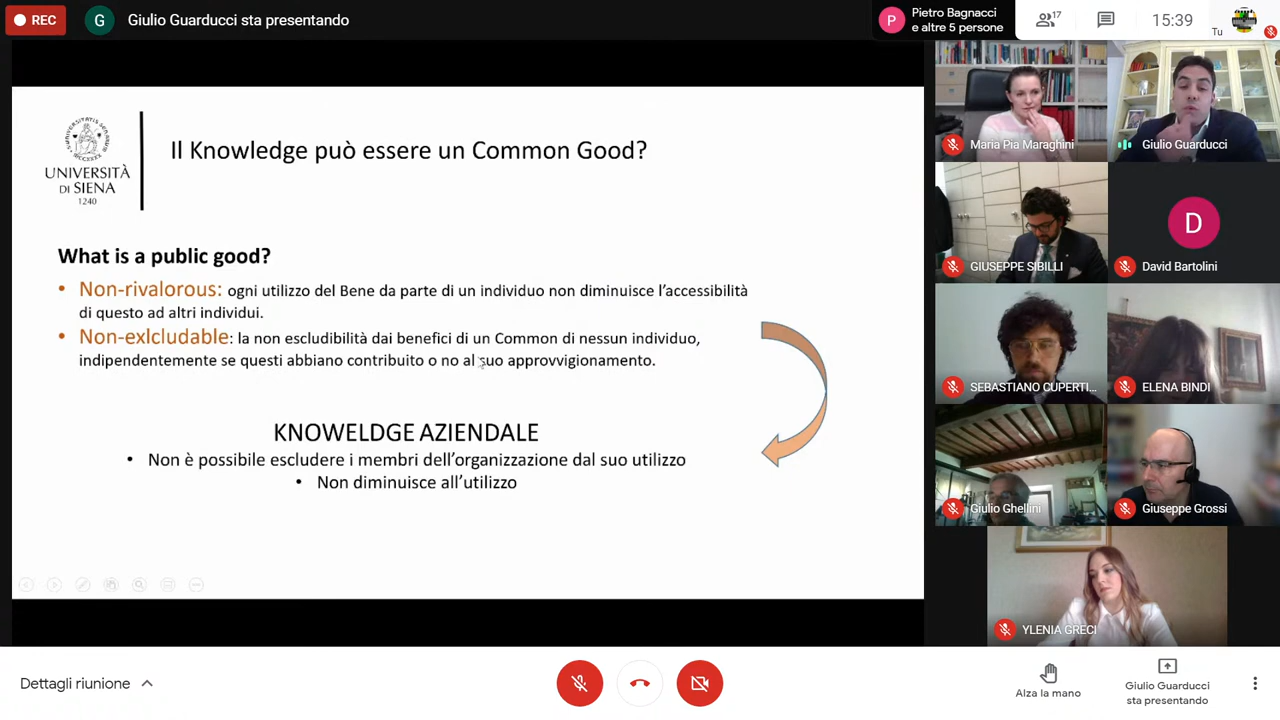 REC
G
Giulio Guarducci sta presentando
P
Pietro Bagnacci
e altre 5 persone
17
15:39
Tu
UNIVERSITÀ
DI SIENA
1240
Il Knowledge può essere un Common Good?
What is a public good?
• Non-rivalorous: ogni utilizzo del Bene da parte di un individuo non diminuisce l'accessibilità
di questo ad altri individui.
• Non-exlcludable: la non escludibilità dai benefici di un Common di nessun individuo,
indipendentemente se questi abbiano contribuito o no al suo approvvigionamento.
KNOWELDGE AZIENDALE
• Non è possibile escludere i membri dell'organizzazione dal suo utilizzo
• Non diminuisce all'utilizzo
Maria Pia Maraghini
Giulio Guarducci
GIUSEPPE SIBILLI
D
David Bartolini
SEBASTIANO CUPERTI...
ELENA BINDI
Giulio Ghellini
Giuseppe Grossi
YLENIA GRECI
Dettagli riunione
Alza la mano
Giulio Guarducci
sta presentando